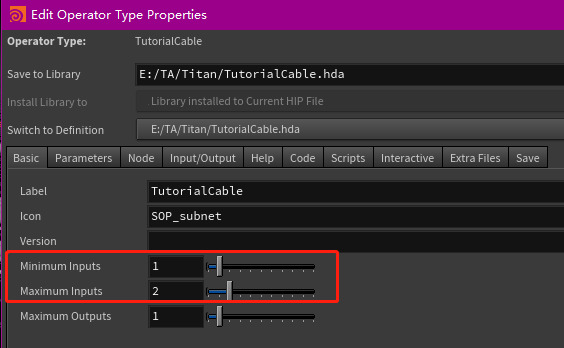 Edit Operator Type Properties
Operator Type: TutorialCable
Save to Library E:/TA/Titan/TutorialCable.hda
Install Library to Library installed to Current HIP File
Switch to Definition E:/TA/Titan/TutorialCable.hda
Basic Parameters Node Input/Output Help Code Scripts Interactive Extra Files Save
Label TutorialCable
Icon SOP_subnet
Version
Minimum Inputs 1
Maximum Inputs 2
Maximum Outputs 1